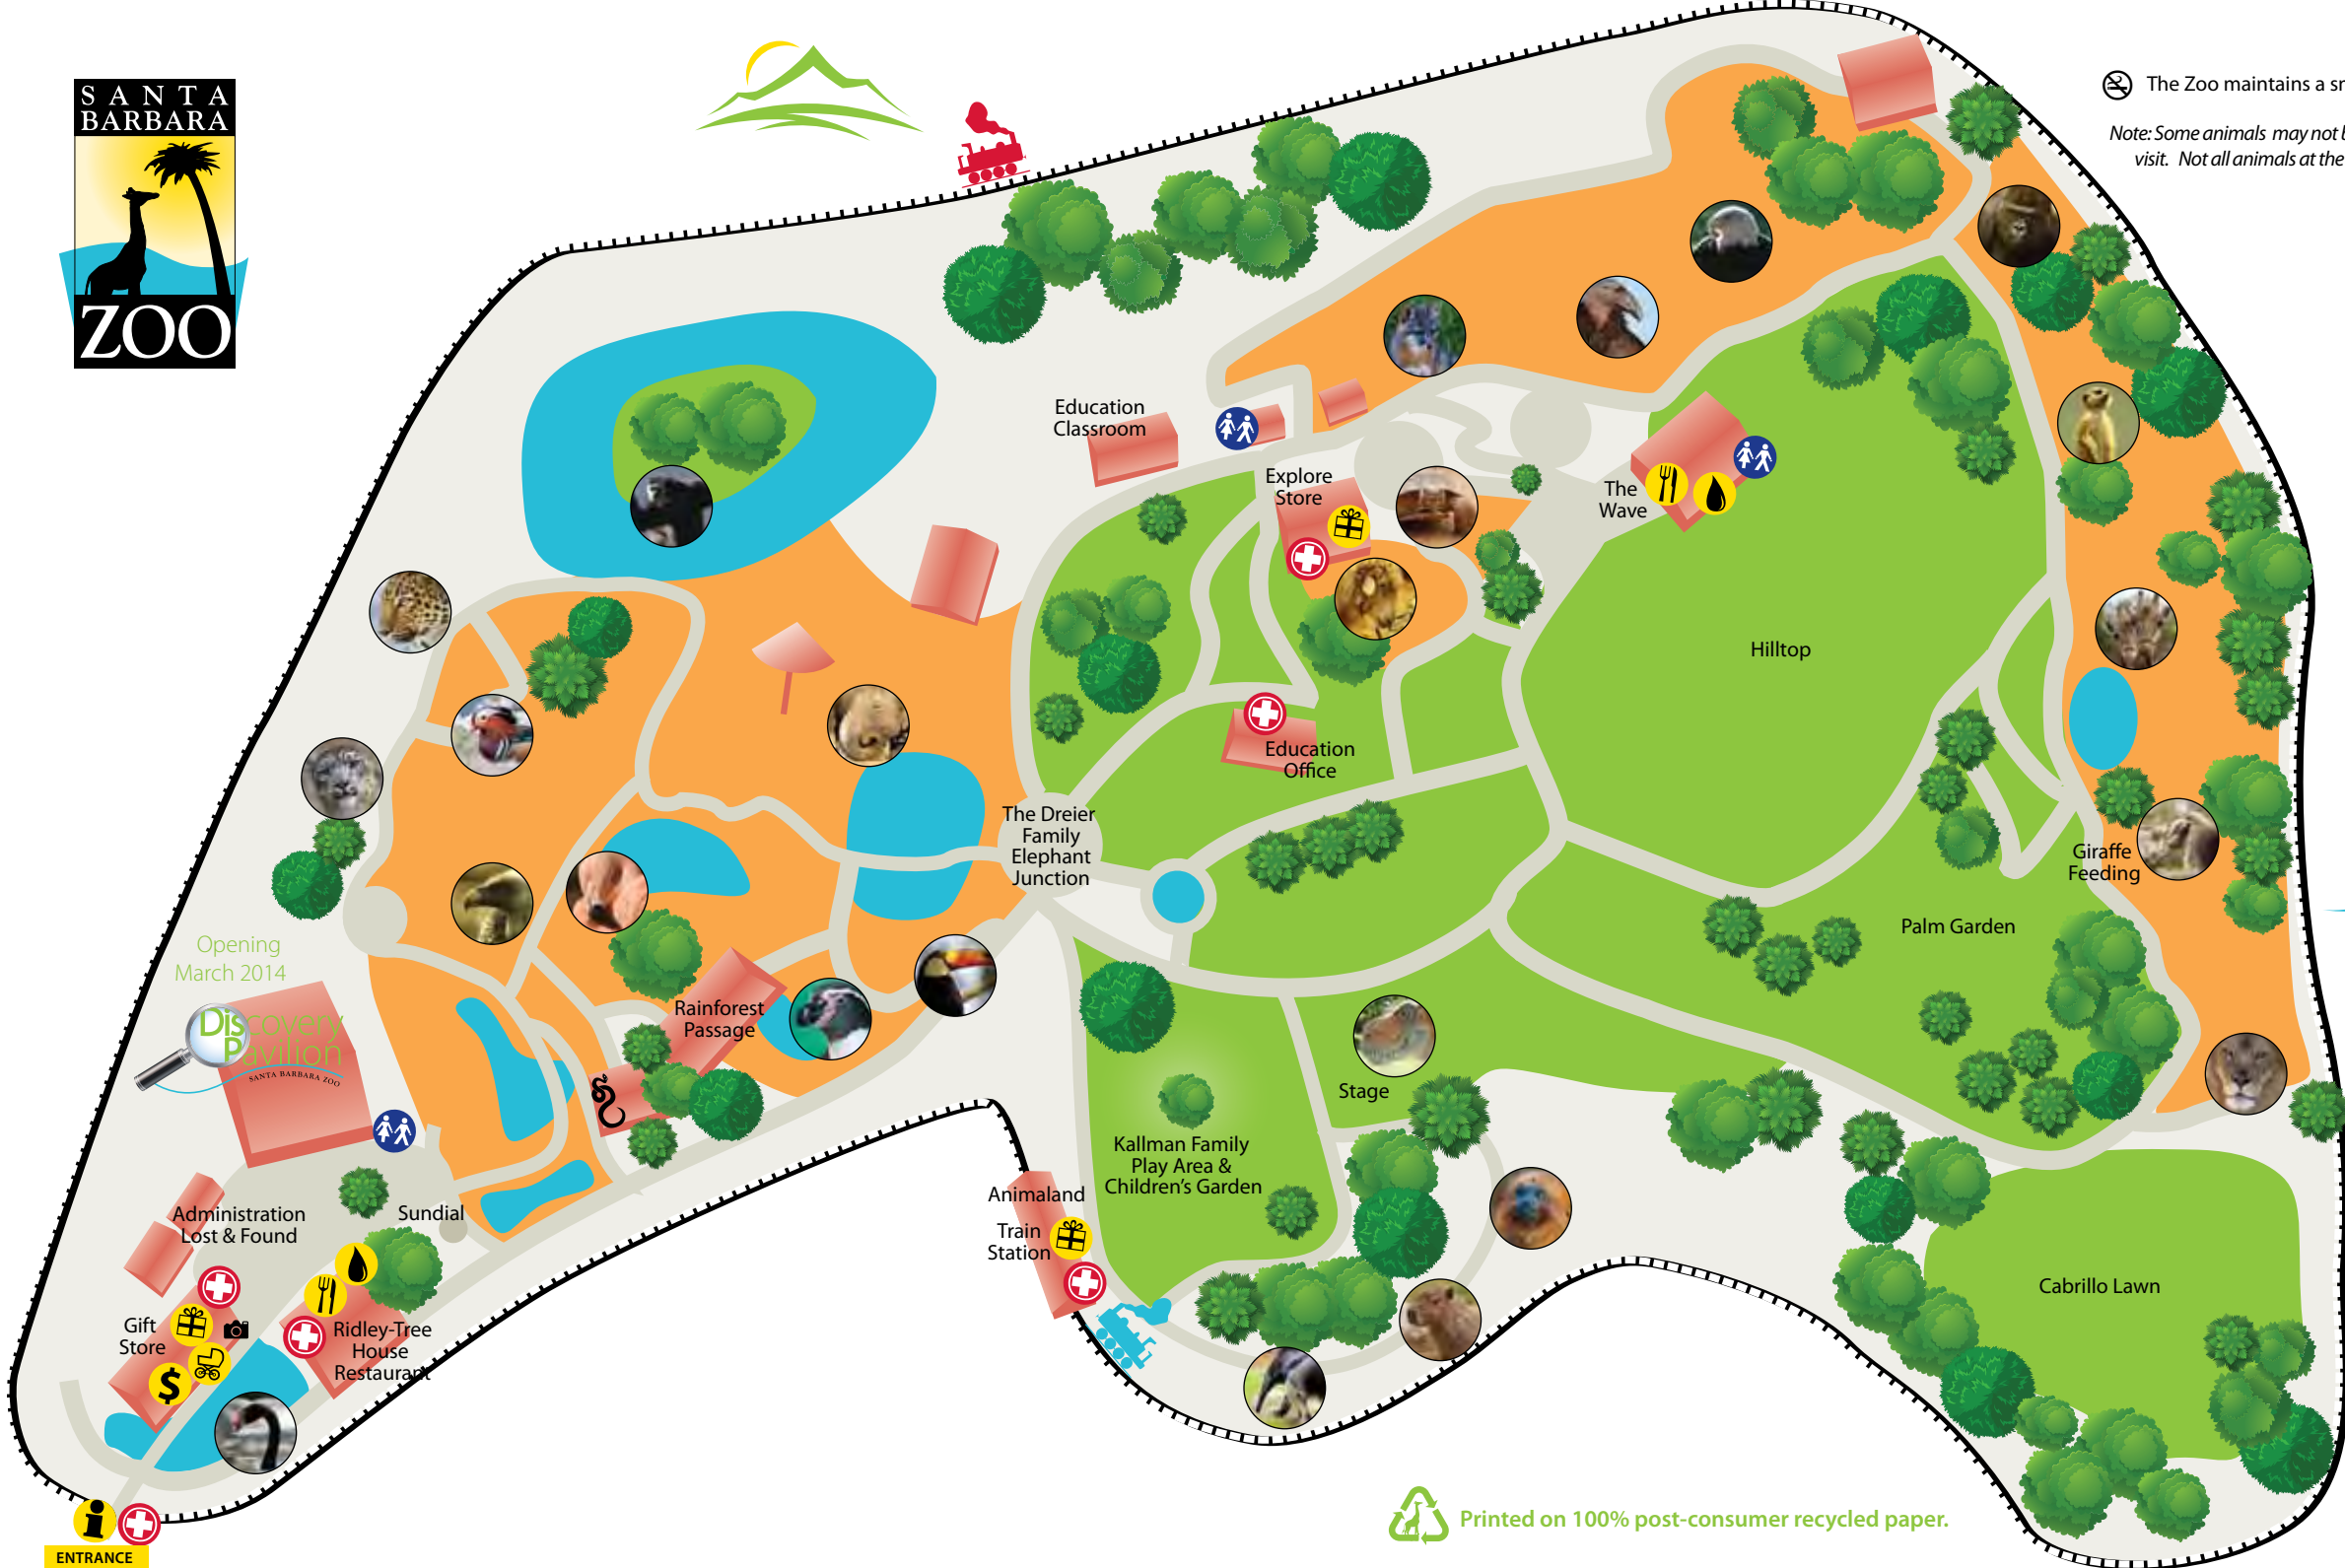 SANTA
BARBARA
ZOO
The Zoo maintains a
Note: Some animals may not
visit. Not all animals at the
Education
Classroom
Explore
Store
The
Wave
Hilltop
Education
Office
The Dreier
Family
Elephant
Junction
Giraffe
Feeding
Palm Garden
Opening
March 2014
Discovery
Pavilion
SANTA BARBARA ZOO
Rainforest
Passage
Stage
Kallman Family
Play Area &
Children's Garden
Animaland
Train
Station
Administration
Lost & Found
Sundial
Cabrillo Lawn
Gift
Store
$
Ridley-Tree
House
Restaurant
i
ENTRANCE
Printed on 100% post-consumer recycled paper.